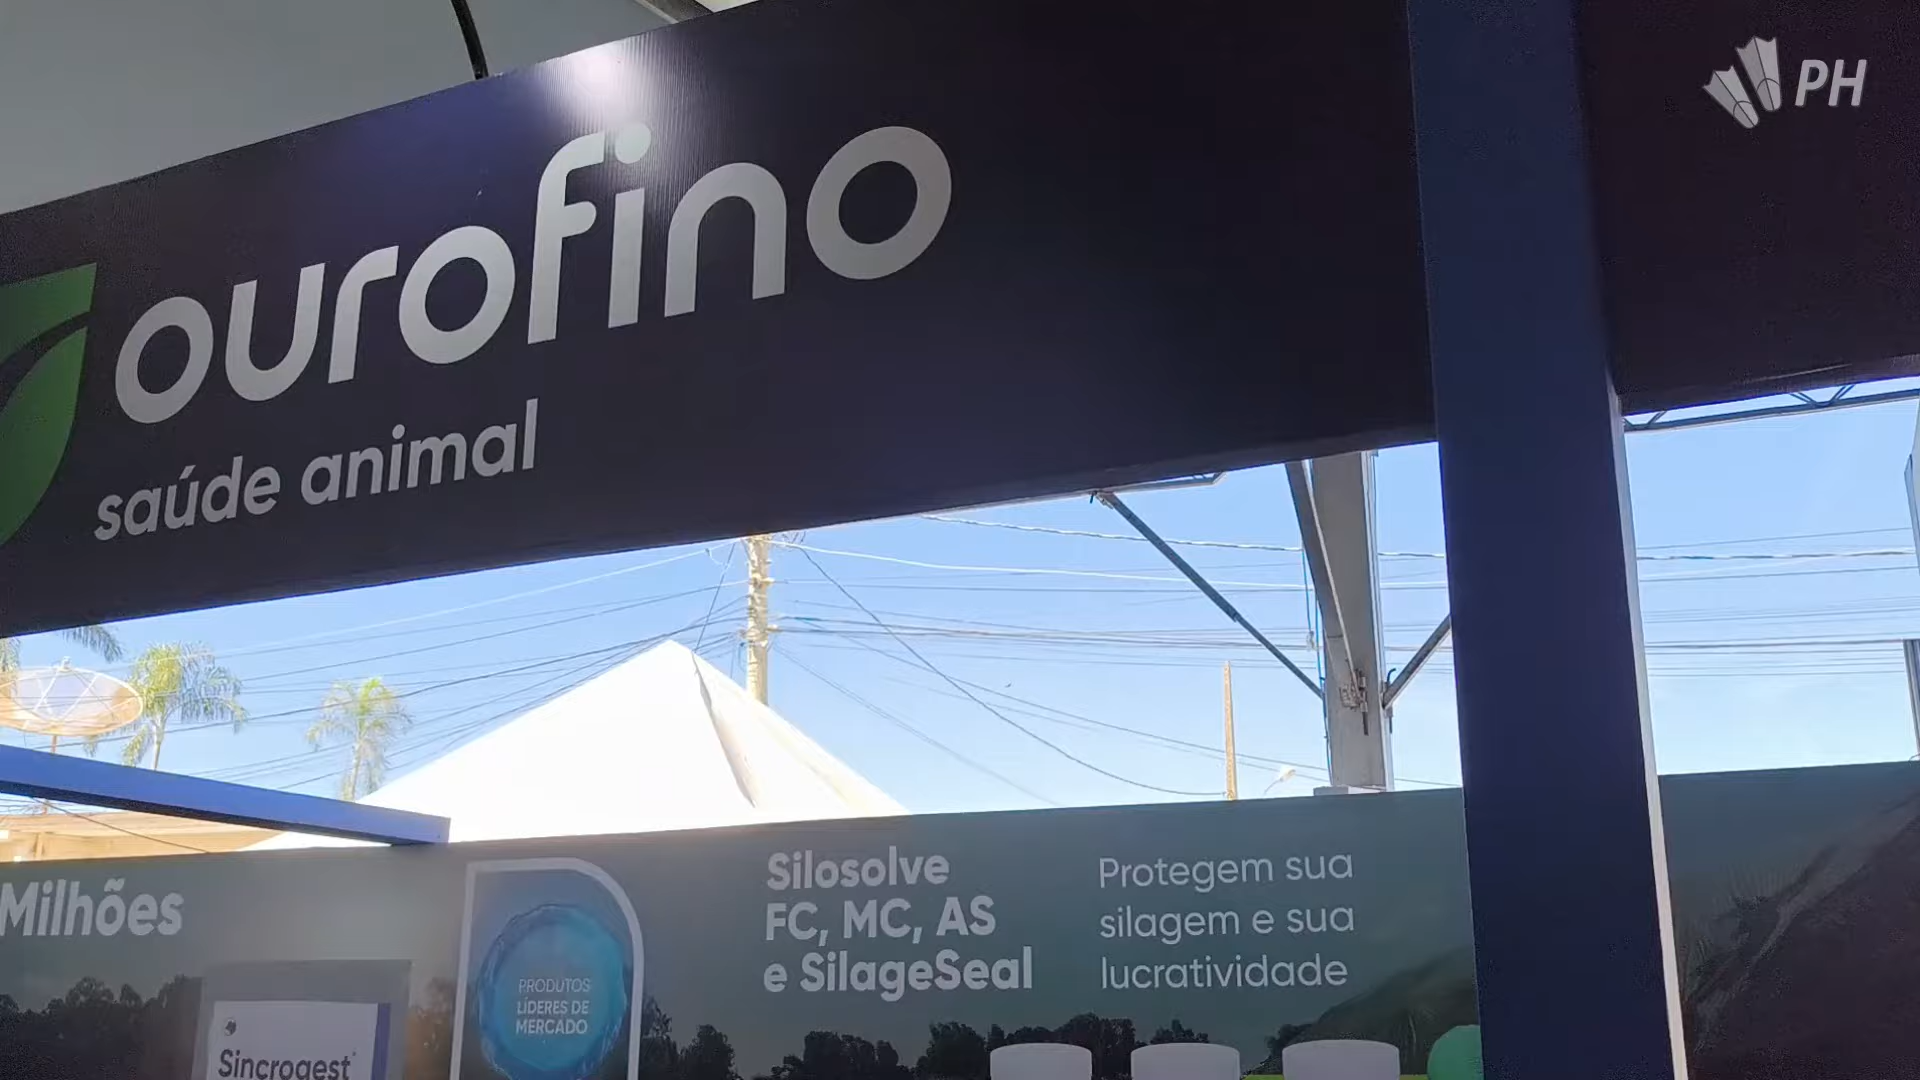 PH
ourofino
saúde animal
Milhões
Sincrogest
PRODUTOS
LÍDERES DE
MERCADO
Silosolve
FC, MC, AS
e SilageSeal
Protegem sua
silagem e sua
lucratividade